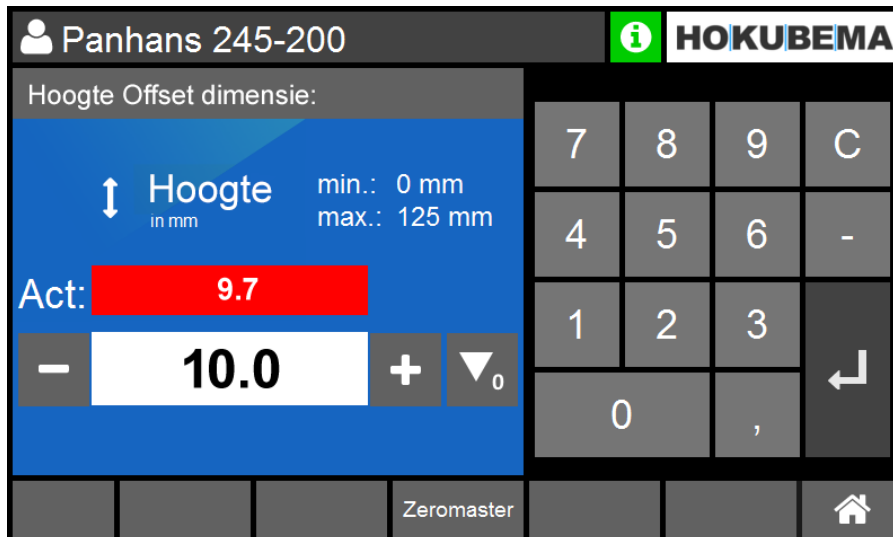 Panhans 245-200
i HOKUBEMA
Hoogte Offset dimensie:
Hoogte
in mm
min.: 0 mm
max.: 125 mm
Act: 9.7
− 10.0 + ▼0
7 8 9 C
4 5 6 -
1 2 3
0 ,
Zeromaster